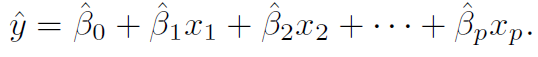 ŷ = β̂₀ + β̂₁x₁ + β̂₂x₂ + ⋯ + β̂ₚxₚ.